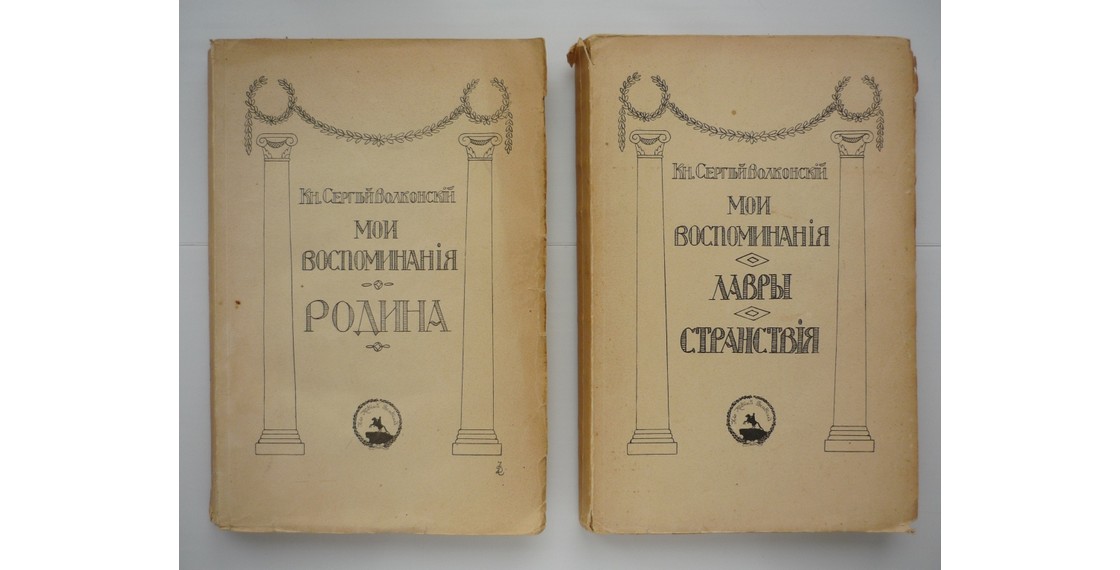 Кн. Сергѣй Волконскій
МОИ
ВОСПОМИНАНІЯ
РОДИНА
Кн. Сергѣй Волконскій
МОИ
ВОСПОМИНАНІЯ
ЛАВРЫ
СТРАНСТВІЯ